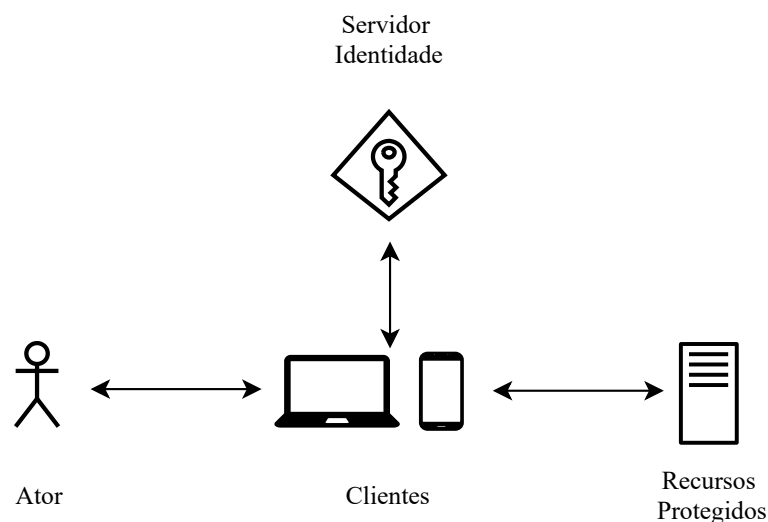 Servidor
Identidade
Ator
Clientes
Recursos
Protegidos